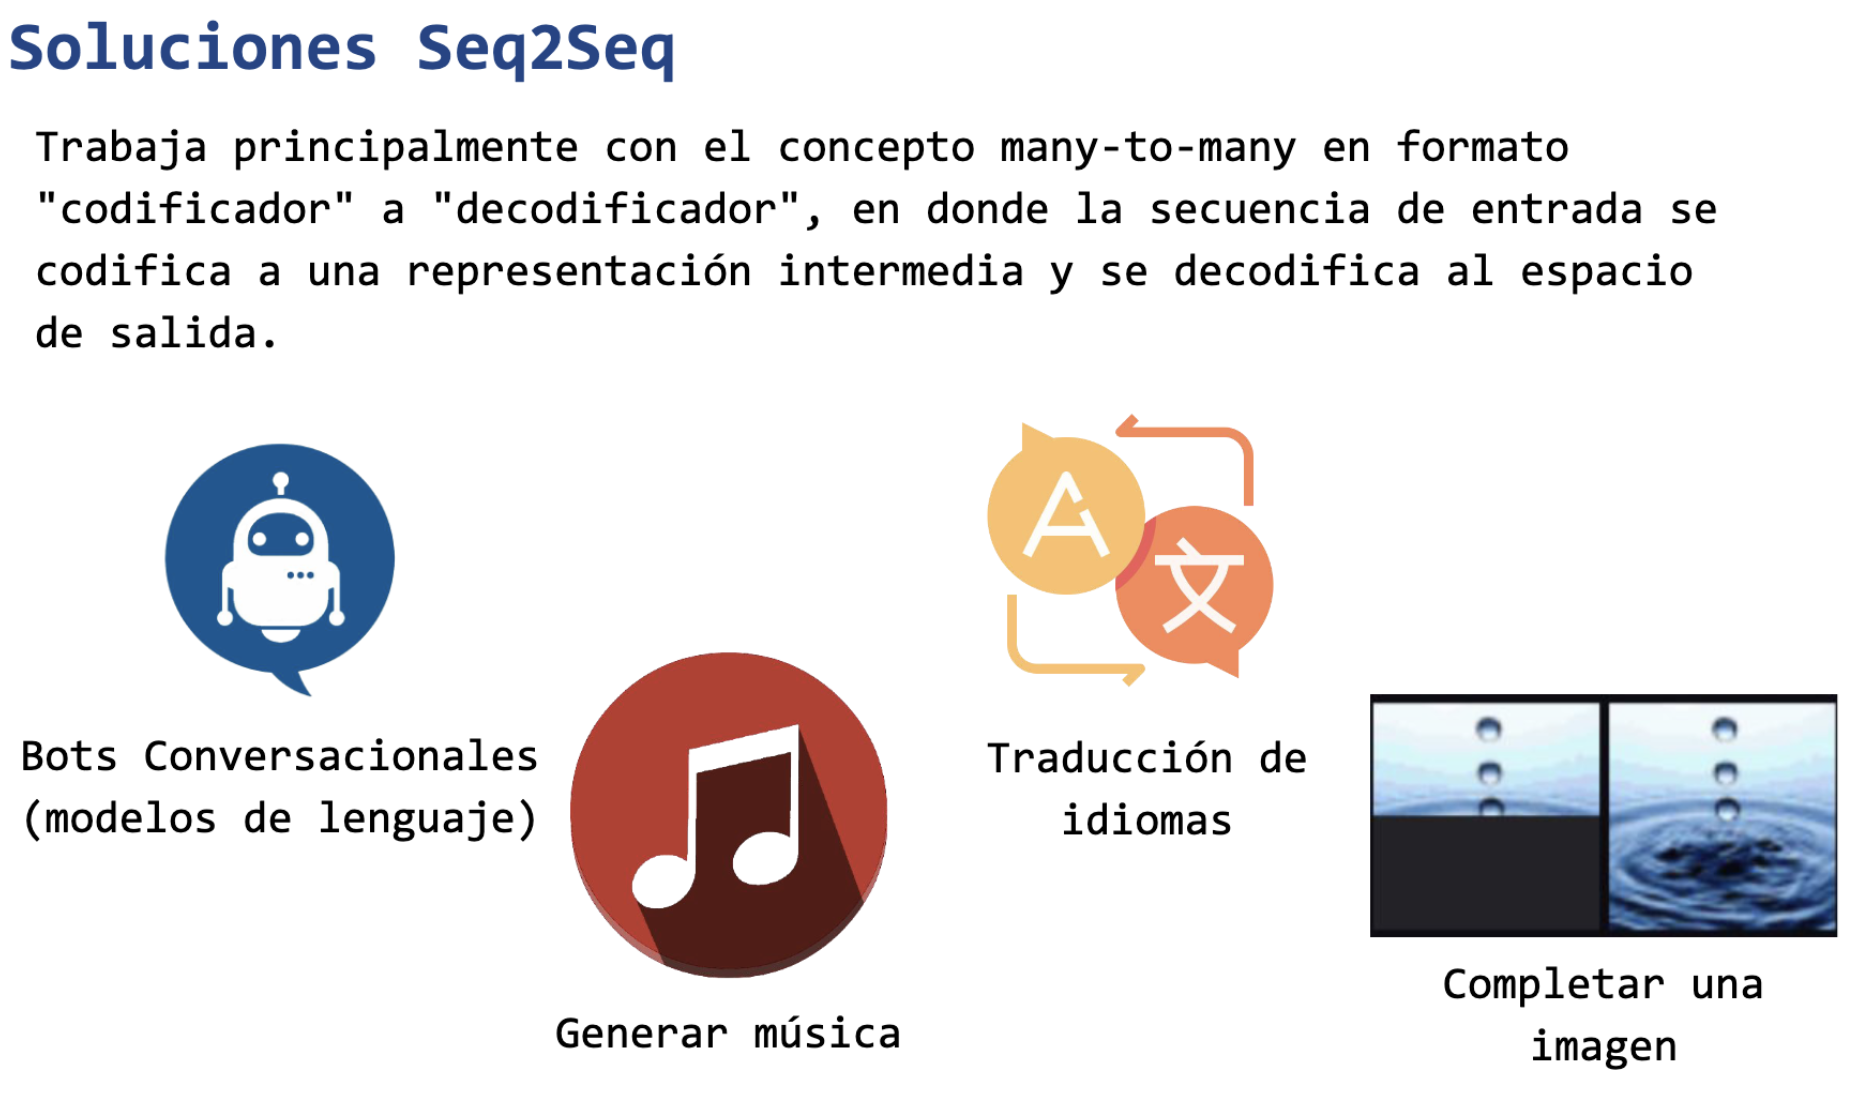 Soluciones Seq2Seq
Trabaja principalmente con el concepto many-to-many en formato
"codificador" a "decodificador", en donde la secuencia de entrada se
codifica a una representación intermedia y se decodifica al espacio
de salida.
A
文
Bots Conversacionales
(modelos de lenguaje)
Generar música
Traducción de
idiomas
Completar una
imagen